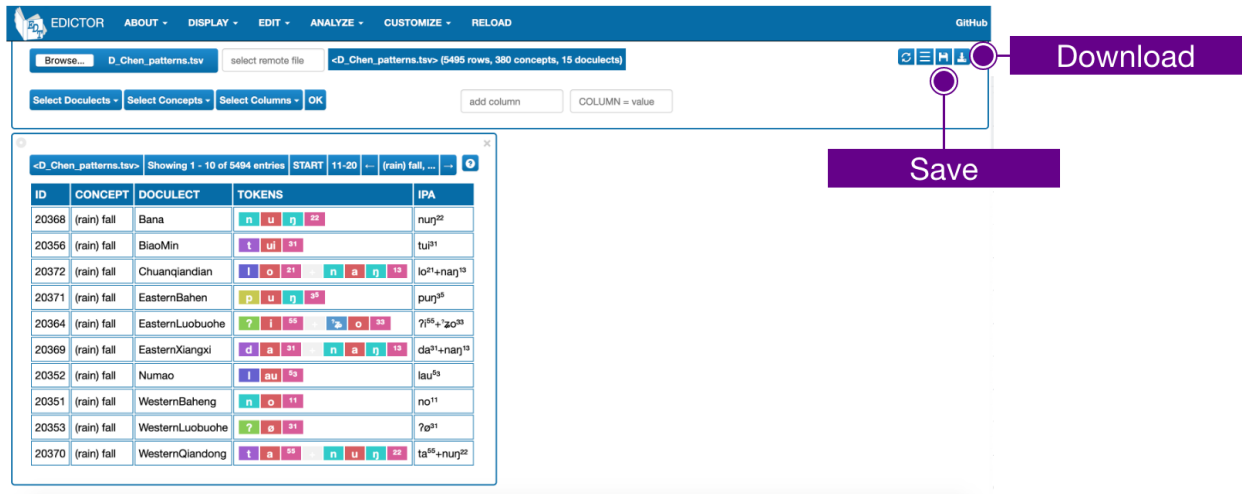 EDICTOR ABOUT DISPLAY EDIT ANALYZE CUSTOMIZE RELOAD GitHub
Browse... D_Chen_patterns.tsv select remote file <D_Chen_patterns.tsv> (5495 rows, 380 concepts, 15 doculects)
Download
Select Doculects Select Concepts Select Columns OK add column COLUMN = value
Save
<D_Chen_patterns.tsv> Showing 1 - 10 of 5494 entries START 11-20 ← (rain) fall, ... → ?
ID CONCEPT DOCULECT TOKENS IPA
20368 (rain) fall Bana n u ŋ ²² nuŋ²²
20356 (rain) fall BiaoMin t ui ³¹ tui³¹
20372 (rain) fall Chuanqiandian l o ²¹ + n a ŋ ¹³ lo²¹+naŋ¹³
20371 (rain) fall EasternBahen p u ŋ ³⁵ puŋ³⁵
20364 (rain) fall EasternLuobuohe ʔ i ⁵⁵ + ˀʑ o ³³ ʔi⁵⁵+ˀʑo³³
20369 (rain) fall EasternXiangxi d a ³¹ + n a ŋ ¹³ da³¹+naŋ¹³
20352 (rain) fall Numao l au ⁵³ lau⁵³
20351 (rain) fall WesternBaheng n o ¹¹ no¹¹
20353 (rain) fall WesternLuobuohe ʔ ø ³¹ ʔø³¹
20370 (rain) fall WesternQiandong t a ⁵⁵ + n u ŋ ²² ta⁵⁵+nuŋ²²